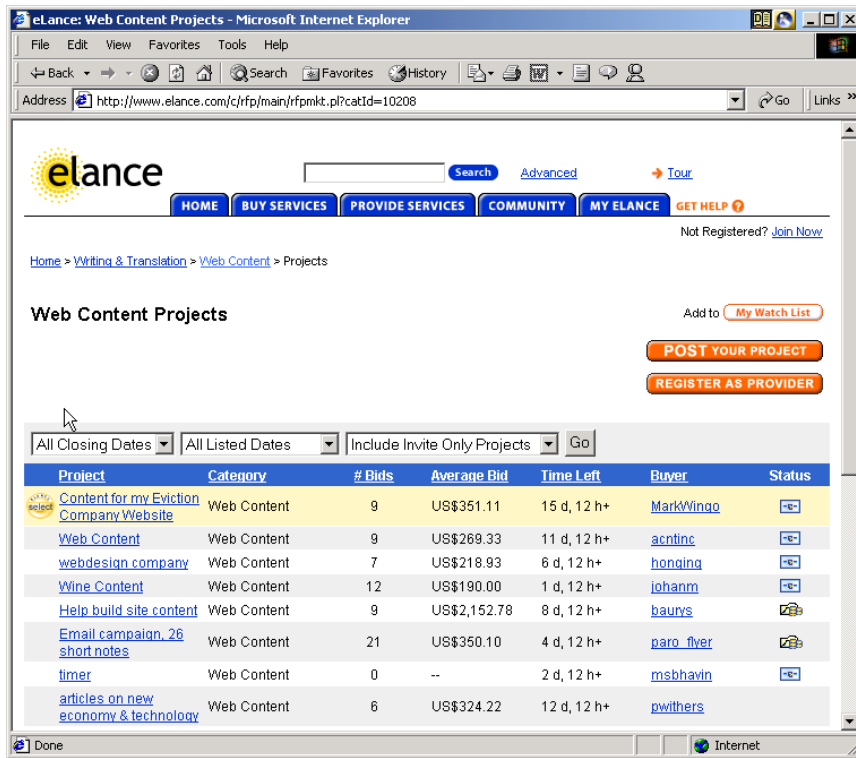 eLance: Web Content Projects - Microsoft Internet Explorer
File Edit View Favorites Tools Help
Back Search Favorites History
Address http://www.elance.com/c/rfp/main/rfpmkt.pl?catId=10208 Go Links »
elance
Search Advanced Tour
HOME BUY SERVICES PROVIDE SERVICES COMMUNITY MY ELANCE GET HELP ?
Not Registered? Join Now
Home > Writing & Translation > Web Content > Projects
Web Content Projects
Add to My Watch List
POST YOUR PROJECT
REGISTER AS PROVIDER
All Closing Dates All Listed Dates Include Invite Only Projects Go
Project Category # Bids Average Bid Time Left Buyer Status
select Content for my Eviction Company Website Web Content 9 US$351.11 15 d, 12 h+ MarkWingo
Web Content Web Content 9 US$269.33 11 d, 12 h+ acntinc
webdesign company Web Content 7 US$218.93 6 d, 12 h+ honqinq
Wine Content Web Content 12 US$190.00 1 d, 12 h+ johanm
Help build site content Web Content 9 US$2,152.78 8 d, 12 h+ baurys
Email campaign, 26 short notes Web Content 21 US$350.10 4 d, 12 h+ paro_flyer
timer Web Content 0 -- 2 d, 12 h+ msbhavin
articles on new economy & technology Web Content 6 US$324.22 12 d, 12 h+ pwithers
Done Internet